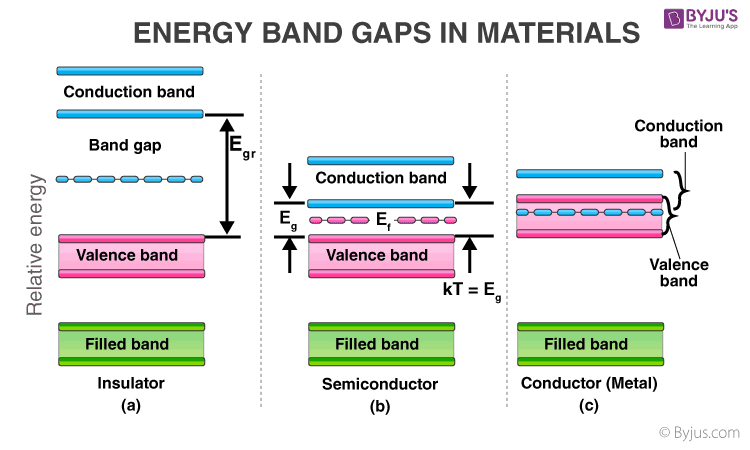 ENERGY BAND GAPS IN MATERIALS
BYJU'S
The Learning App
Relative energy
Conduction band
Band gap
Egr
Valence band
Filled band
Insulator
(a)
Conduction band
Eg
Ef
Valence band
kT = Eg
Filled band
Semiconductor
(b)
Conduction
band
Valence
band
Filled band
Conductor (Metal)
(c)
© Byjus.com